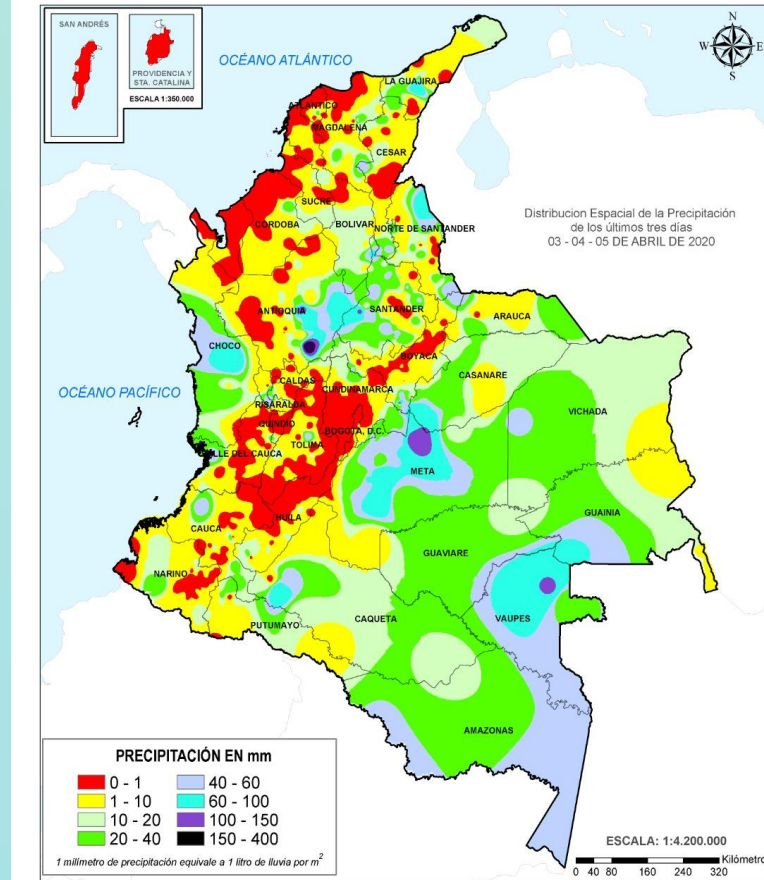 SAN ANDRÉS
PROVIDENCIA Y
STA. CATALINA
ESCALA 1:350.000
N
W
E
S
OCÉANO ATLÁNTICO
LA GUAJIRA
ATLANTICO
MAGDALENA
CESAR
SUCRE
CORDOBA
BOLIVAR
NORTE DE SANTANDER
Distribucion Espacial de la Precipitación
de los últimos tres días
03 - 04 - 05 DE ABRIL DE 2020
ANTIOQUIA
SANTANDER
ARAUCA
CHOCO
BOYACA
CASANARE
CALDAS
CUNDINAMARCA
OCÉANO PACÍFICO
RISARALDA
VICHADA
QUINDIO
BOGOTA, D.C.
TOLIMA
VALLE DEL CAUCA
META
GUAINIA
HUILA
CAUCA
GUAVIARE
NARINO
CAQUETA
VAUPES
PUTUMAYO
AMAZONAS
PRECIPITACIÓN EN mm
0 - 1
40 - 60
1 - 10
60 - 100
10 - 20
100 - 150
20 - 40
150 - 400
1 milímetro de precipitación equivale a 1 litro de lluvia por m²
ESCALA: 1:4.200.000
0 40 80 160 240 320